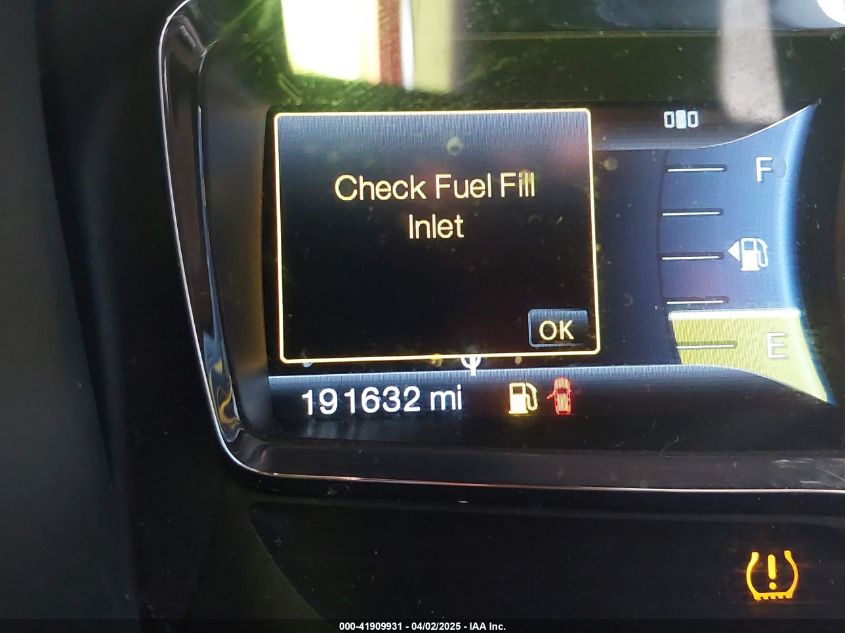 Check Fuel Fill
Inlet
OK
F
E
191632 mi
000-41909931 - 04/02/2025 - IAA Inc.